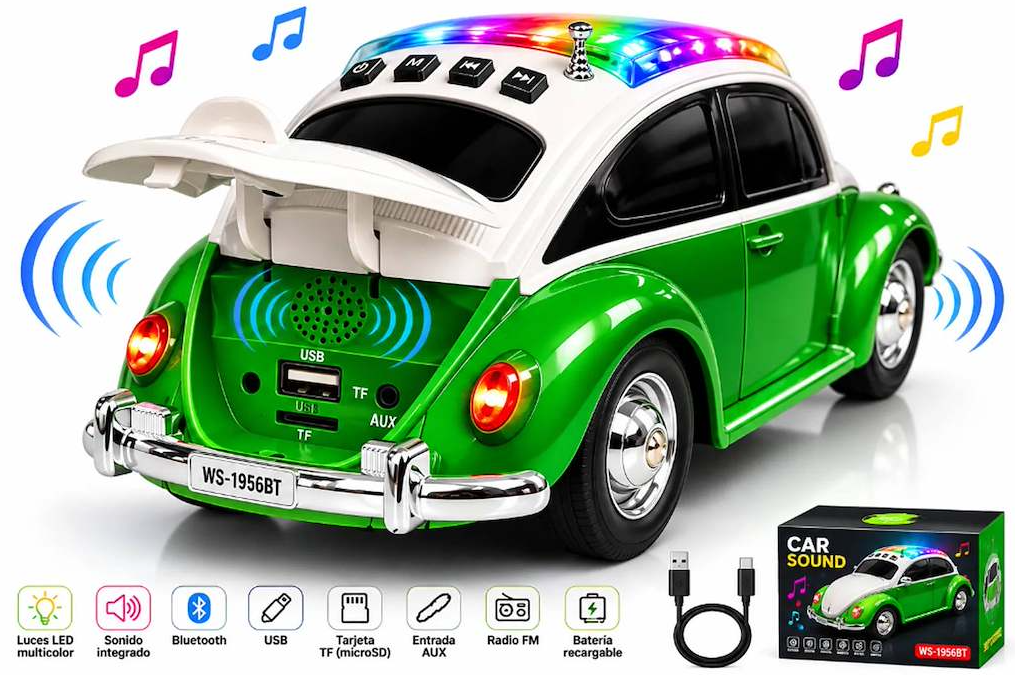 M
USB
TF
USB
AUX
TF
WS-1956BT
CAR
SOUND
WS-1956BT
Luces LED
multicolor
Sonido
integrado
Bluetooth
USB
Tarjeta
TF (microSD)
Entrada
AUX
Radio FM
Batería
recargable